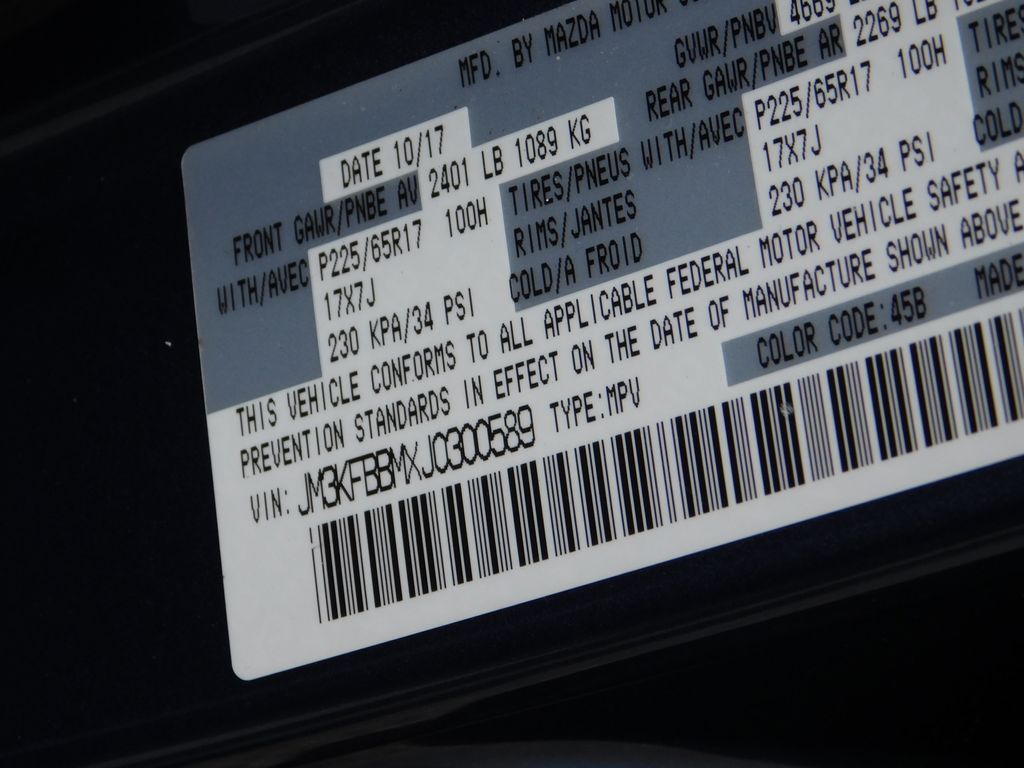 MFD. BY MAZDA MOTOR
DATE 10/17 GVWR/PNBV 4669
FRONT GAWR/PNBE AV 2401 LB 1089 KG REAR GAWR/PNBE AR 2269 LB
WITH/AVEC P225/65R17 100H TIRES/PNEUS WITH/AVEC P225/65R17 100H TIRES
17X7J RIMS/JANTES 17X7J RIMS
230 KPA/34 PSI COLD/A FROID 230 KPA/34 PSI COLD
THIS VEHICLE CONFORMS TO ALL APPLICABLE FEDERAL MOTOR VEHICLE SAFETY
PREVENTION STANDARDS IN EFFECT ON THE DATE OF MANUFACTURE SHOWN ABOVE
VIN: JM3KFBBMXJ0300589 TYPE:MPV COLOR CODE:45B MADE